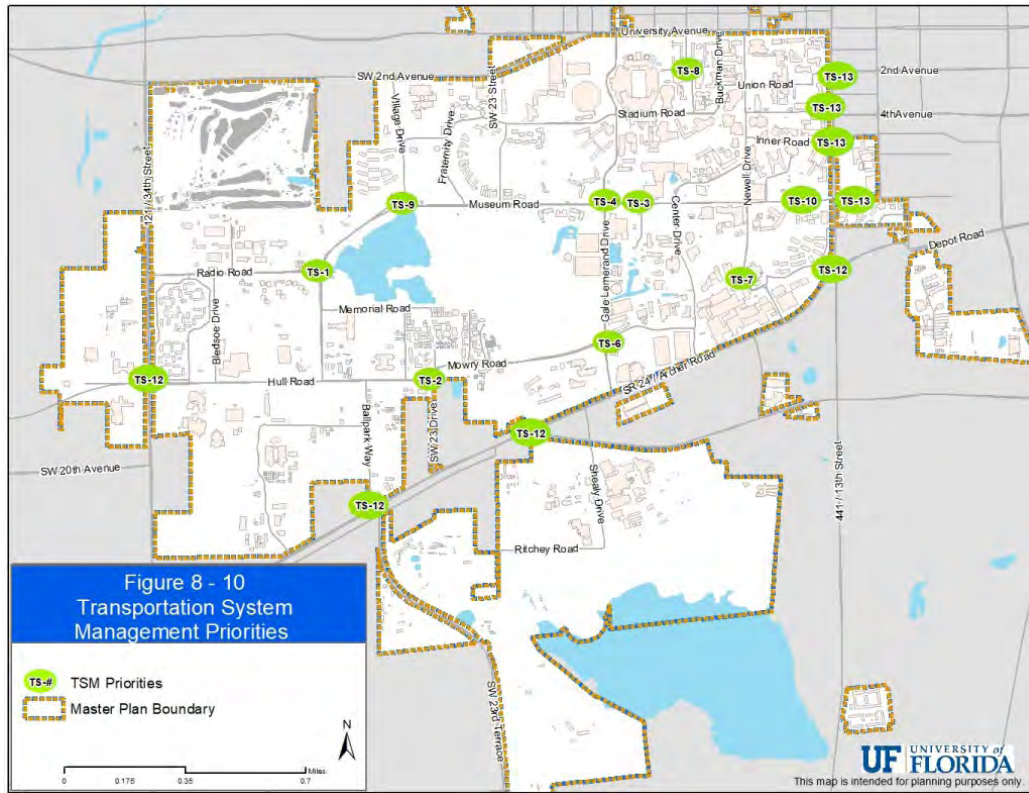 University Avenue
SW 2nd Avenue
TS-8
Buckman Drive
SW 23 Street
TS-13
2nd Avenue
Union Road
Village Drive
TS-13
Stadium Road
4thAvenue
Fraternity Drive
Inner Road
TS-13
Newell Drive
TS-9
Museum Road
TS-4
TS-3
TS-10
TS-13
Center Drive
Depot Road
Radio Road
TS-1
TS-12
TS-7
Gale Lemerand Drive
Memorial Road
Bledsoe Drive
TS-6
Mowry Road
TS-12
Hull Road
TS-2
SR 24 / Archer Road
Ballpark Way
SW 23 Drive
TS-12
SW 20th Avenue
Shealy Drive
441 / 13th Street
TS-12
Ritchey Road
SW 23rd Terrace
Figure 8 - 10
Transportation System
Management Priorities
TS-# TSM Priorities
Master Plan Boundary
N
Miles
0 0.175 0.35 0.7
UF UNIVERSITY of
FLORIDA
This map is intended for planning purposes only.